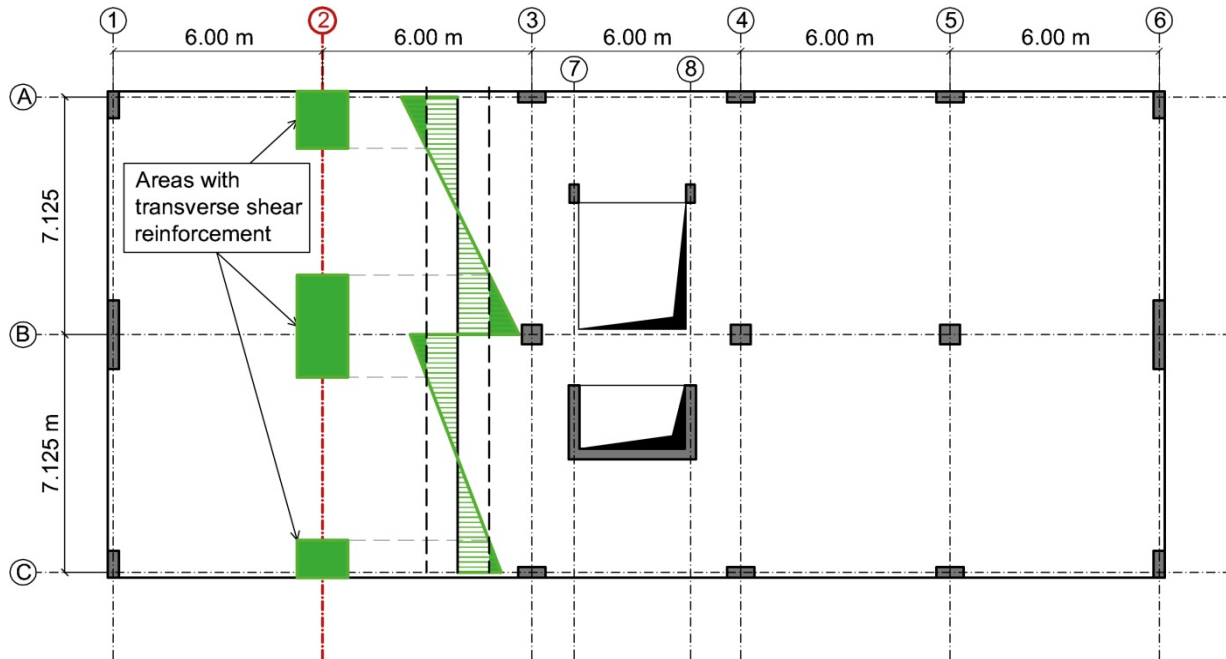 1 2 3 4 5 6
6.00 m 6.00 m 6.00 m 6.00 m 6.00 m
7 8
A
Areas with
transverse shear
reinforcement
7.125
B
7.125 m
C